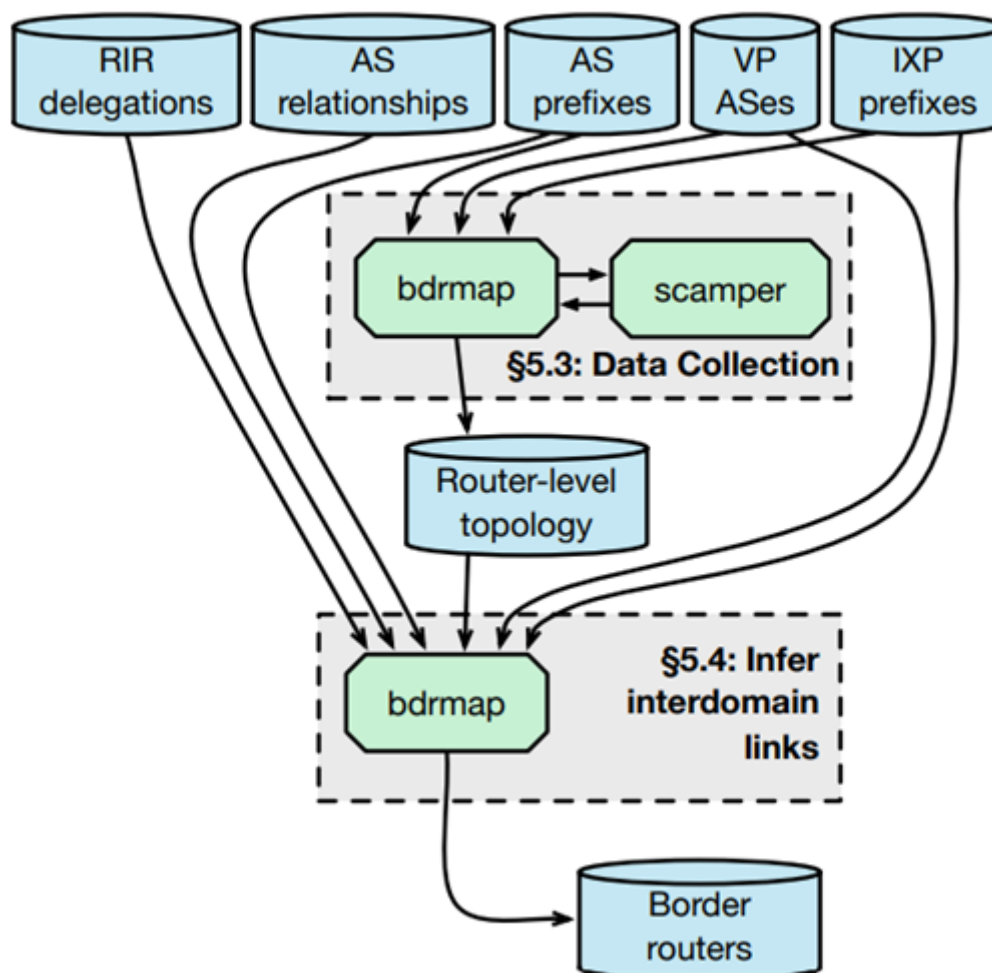 RIR
delegations
AS
relationships
AS
prefixes
VP
ASes
IXP
prefixes
bdrmap
scamper
§5.3: Data Collection
Router-level
topology
§5.4: Infer
interdomain
links
bdrmap
Border
routers